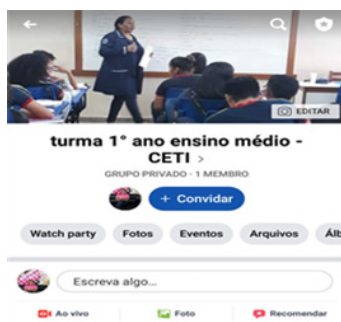 EDITAR
turma 1° ano ensino médio -
CETI >
GRUPO PRIVADO · 1 MEMBRO
+ Convidar
Watch party Fotos Eventos Arquivos Álb
Escreva algo...
Ao vivo Foto Recomendar